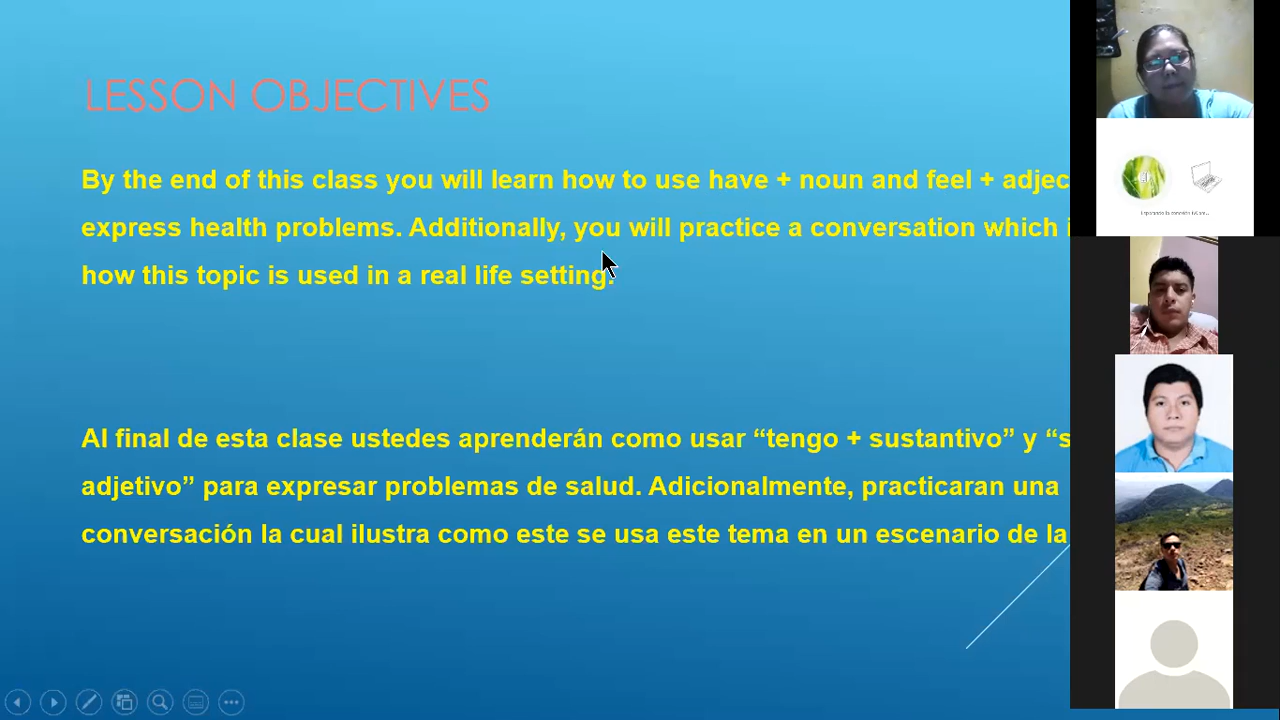 LESSON OBJECTIVES
By the end of this class you will learn how to use have + noun and feel + adjec
express health problems. Additionally, you will practice a conversation which i
how this topic is used in a real life setting.
Al final de esta clase ustedes aprenderán como usar “tengo + sustantivo” y “s
adjetivo” para expresar problemas de salud. Adicionalmente, practicaran una
conversación la cual ilustra como este se usa este tema en un escenario de la